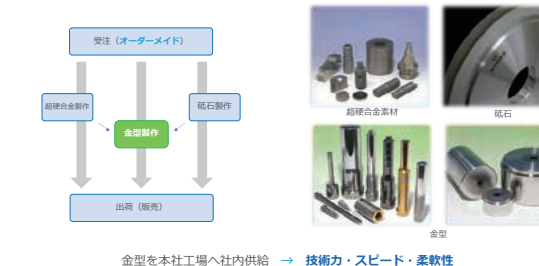 受注（オーダーメイド）
超硬合金製作
砥石製作
金型製作
出荷（販売）
超硬合金素材
砥石
金型
金型を本社工場へ社内供給 → 技術力・スピード・柔軟性